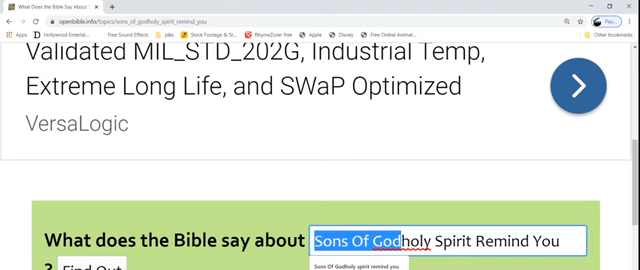 What Does the Bible Say About S
openbible.info/topics/sons_of_godholy_spirit_remind_you
Pau...
Apps
Bible
Hollywood Entertai...
Free Sound Effects
jobs
Stock Footage & St...
RhymeZone: free
Apple
Disney
Free Online Animat...
Other bookmarks
Validated MIL_STD_202G, Industrial Temp,
Extreme Long Life, and SWaP Optimized
VersaLogic
What does the Bible say about Sons Of Godholy Spirit Remind You
? Find Out
Sons Of Godholy spirit remind you